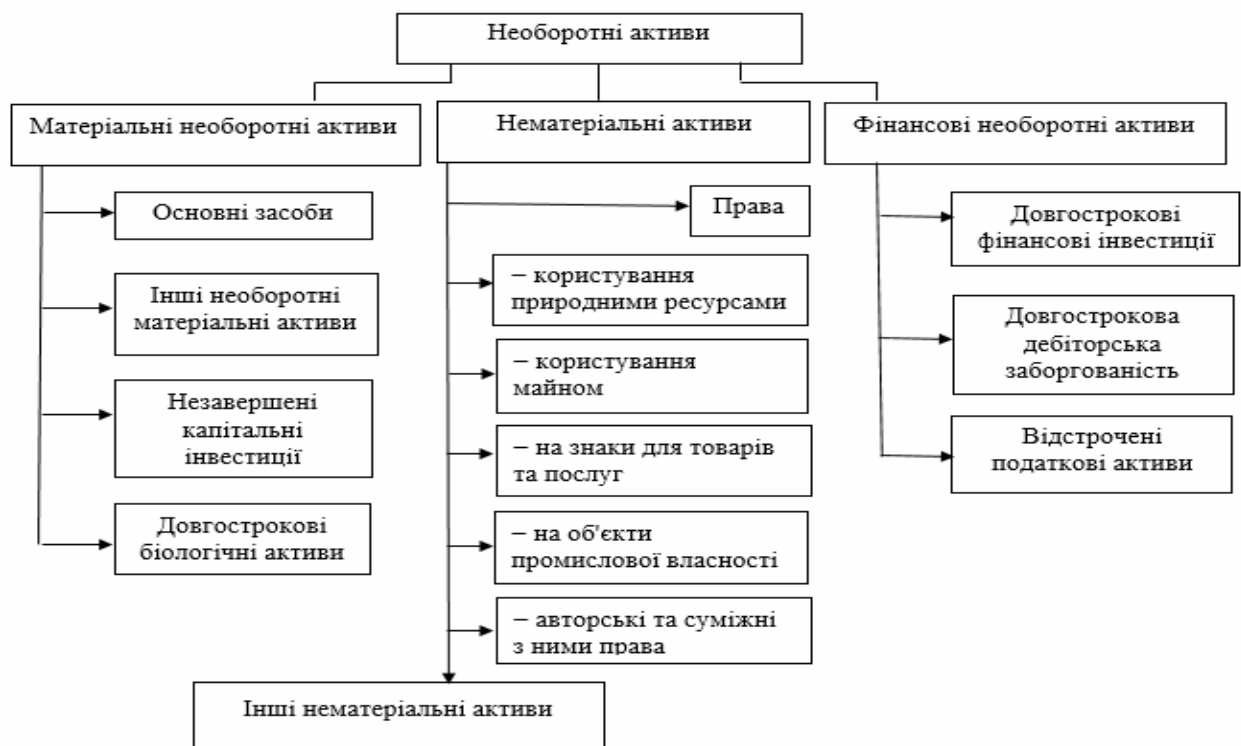 Необоротні активи
Матеріальні необоротні активи
Нематеріальні активи
Фінансові необоротні активи
Основні засоби
Інші необоротні
матеріальні активи
Незавершені
капітальні
інвестиції
Довгострокові
біологічні активи
Права
– користування
природними ресурсами
– користування
майном
– на знаки для товарів
та послуг
– на об'єкти
промислової власності
– авторські та суміжні
з ними права
Інші нематеріальні активи
Довгострокові
фінансові інвестиції
Довгострокова
дебіторська
заборгованість
Відстрочені
податкові активи